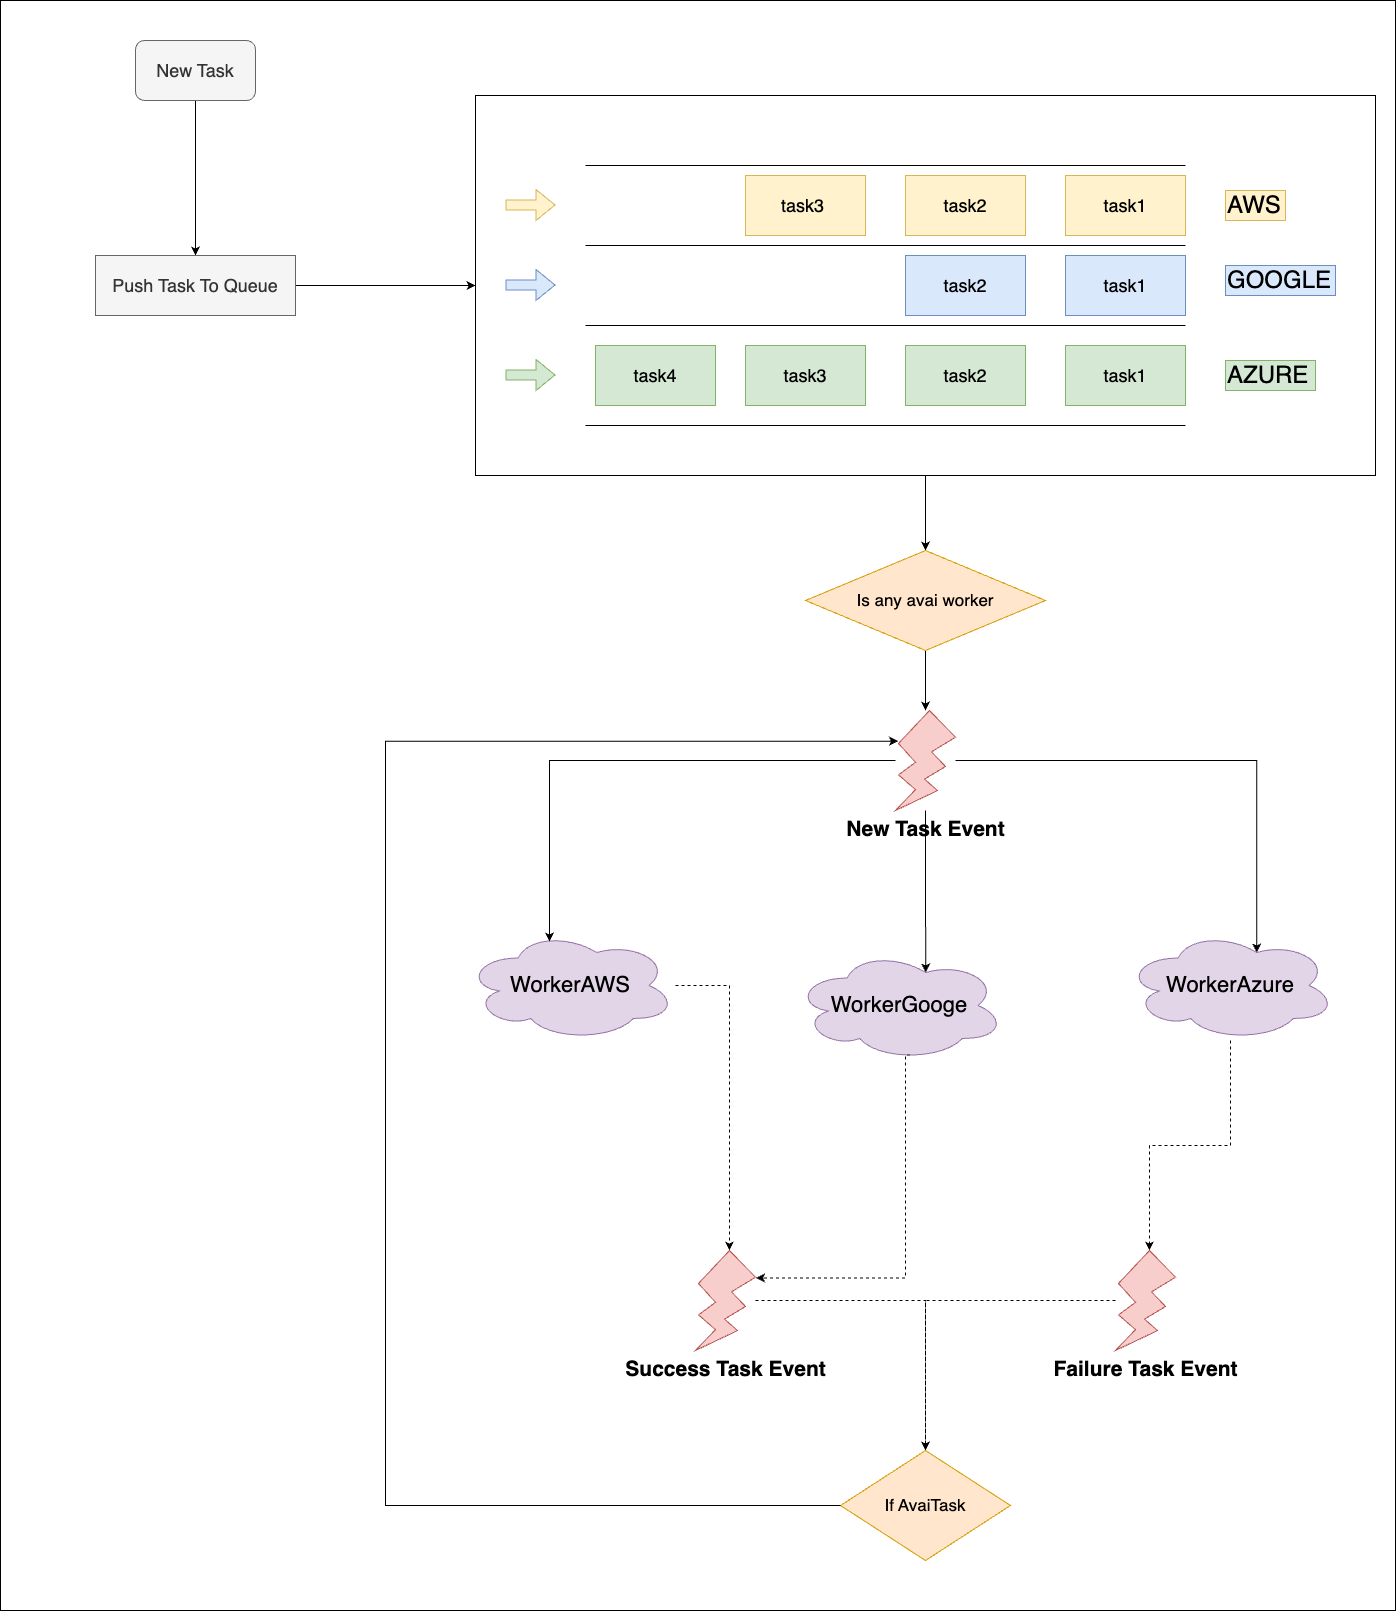 New Task
Push Task To Queue
task3
task2
task1
AWS
task2
task1
GOOGLE
task4
task3
task2
task1
AZURE
Is any avai worker
New Task Event
WorkerAWS
WorkerGooge
WorkerAzure
Success Task Event
Failure Task Event
If AvaiTask